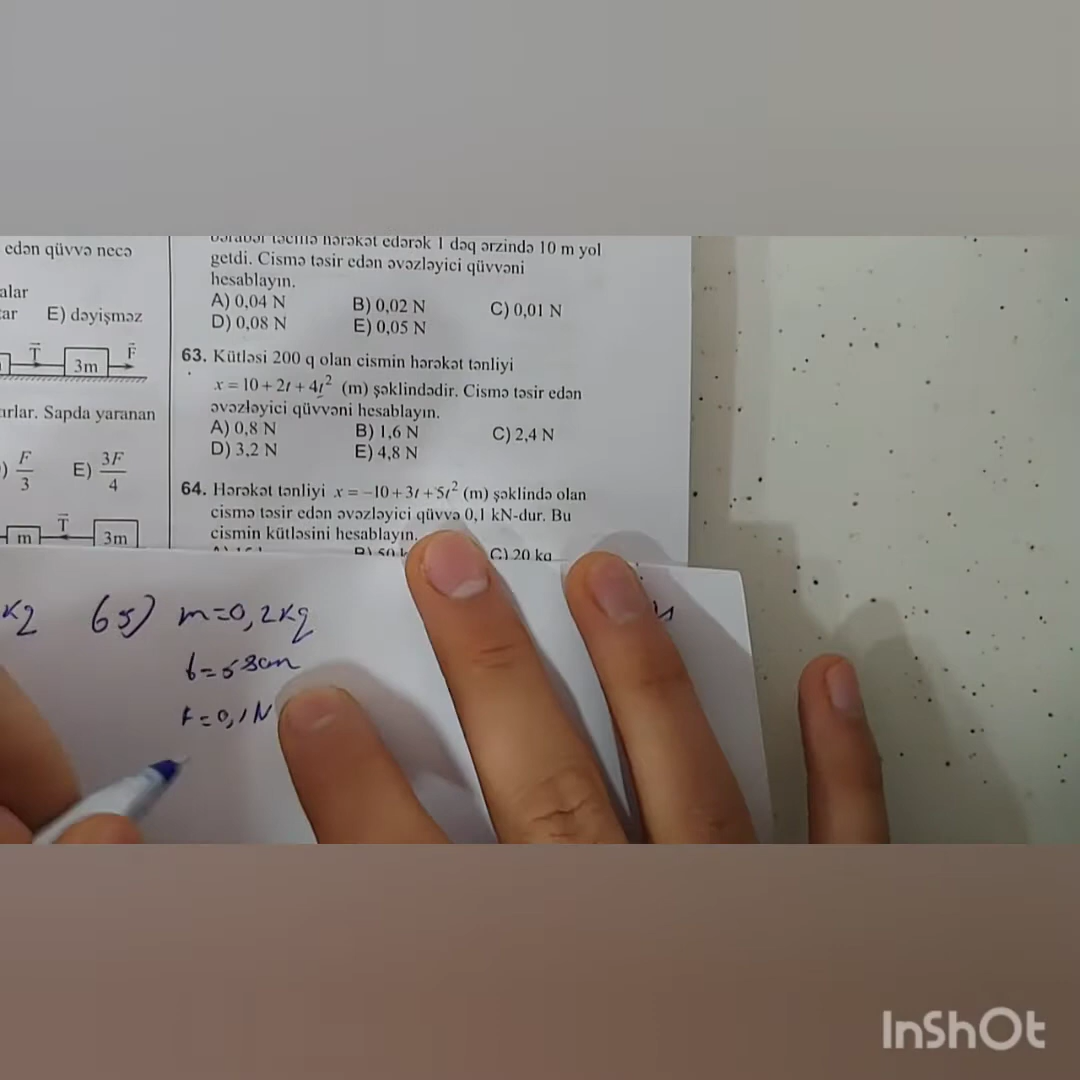 edən qüvvə necə
alar
tar E) dəyişməz
T F
3m
arlar. Sapda yaranan
) F/3 E) 3F/4
m T 3m
bərabər təcillə hərəkət edərək 1 dəq ərzində 10 m yol
getdi. Cismə təsir edən əvəzləyici qüvvəni
hesablayın.
A) 0,04 N B) 0,02 N C) 0,01 N
D) 0,08 N E) 0,05 N
63. Kütləsi 200 q olan cismin hərəkət tənliyi
x = 10 + 2t + 4t² (m) şəklindədir. Cismə təsir edən
əvəzləyici qüvvəni hesablayın.
A) 0,8 N B) 1,6 N C) 2,4 N
D) 3,2 N E) 4,8 N
64. Hərəkət tənliyi x = −10 + 3t + 5t² (m) şəklində olan
cismə təsir edən əvəzləyici qüvvə 0,1 kN-dur. Bu
cismin kütləsini hesablayın.
C) 20 kq
kq 65) m=0,2kq
F=0,1N
InShOt